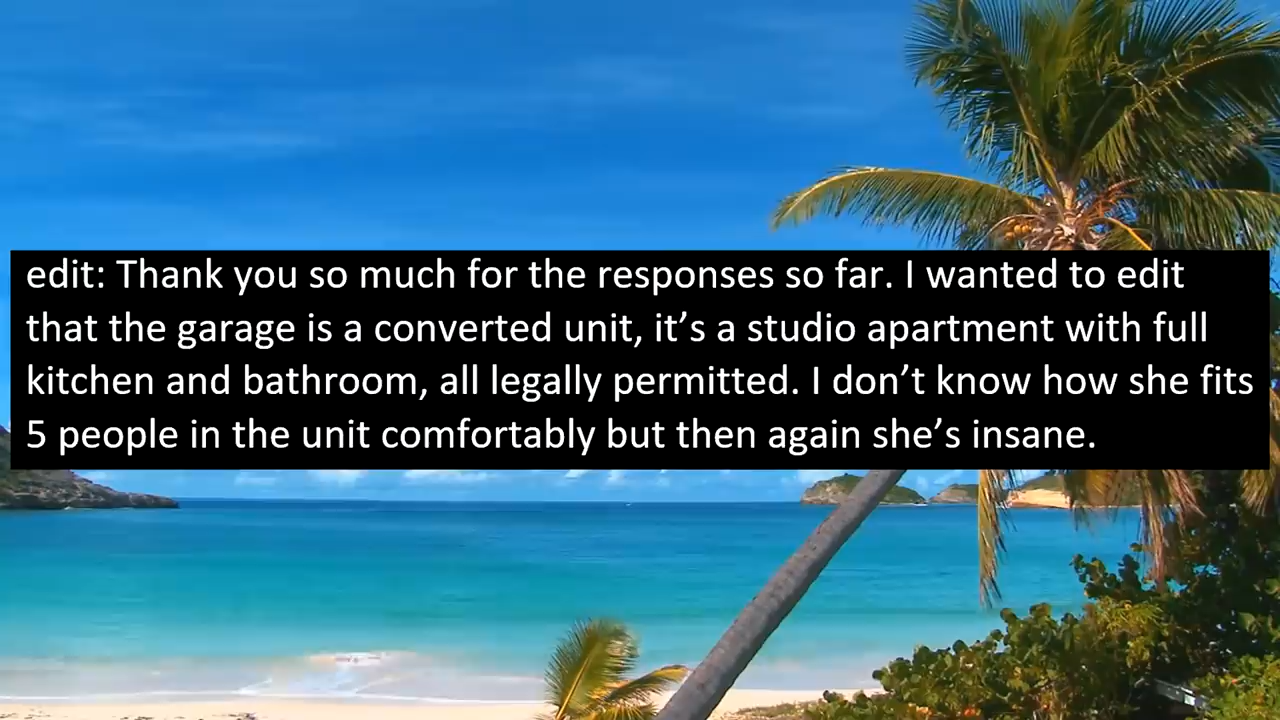 edit: Thank you so much for the responses so far. I wanted to edit
that the garage is a converted unit, it’s a studio apartment with full
kitchen and bathroom, all legally permitted. I don’t know how she fits
5 people in the unit comfortably but then again she’s insane.